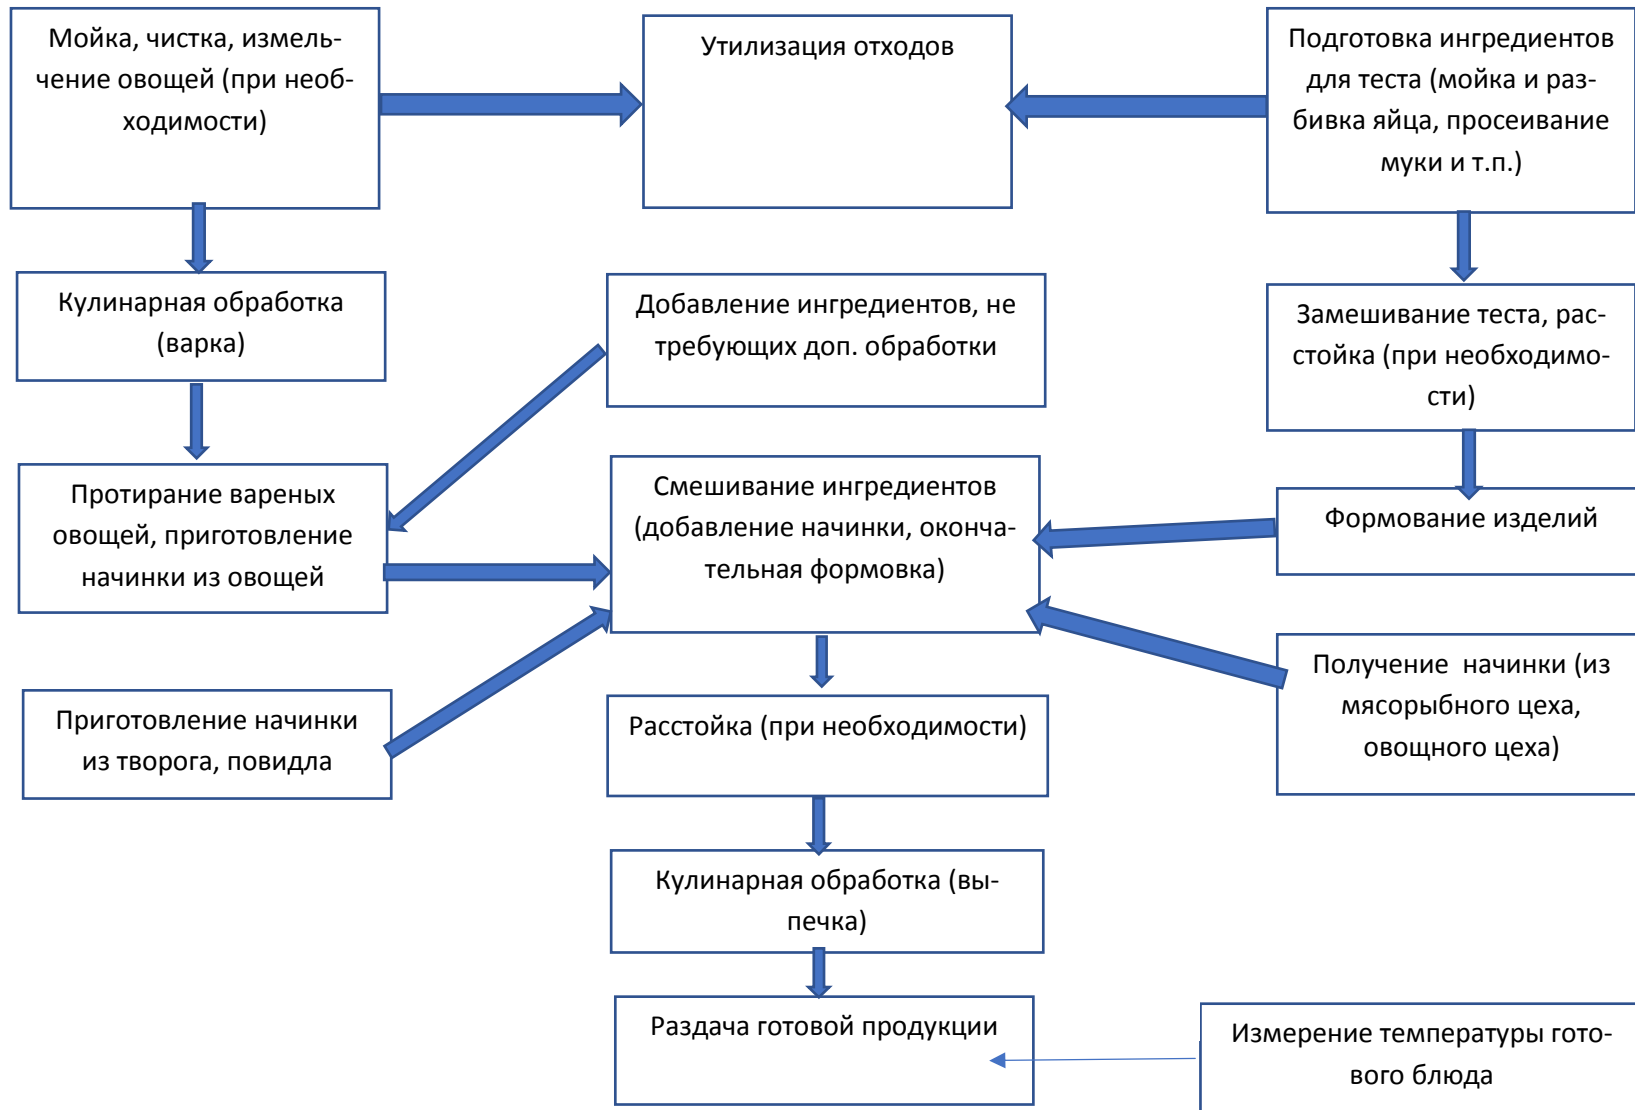 Мойка, чистка, измель-
чение овощей (при необ-
ходимости)
Утилизация отходов
Подготовка ингредиентов
для теста (мойка и раз-
бивка яйца, просеивание
муки и т.п.)
Кулинарная обработка
(варка)
Добавление ингредиентов, не
требующих доп. обработки
Замешивание теста, рас-
стойка (при необходимо-
сти)
Протирание вареных
овощей, приготовление
начинки из овощей
Смешивание ингредиентов
(добавление начинки, оконча-
тельная формовка)
Формование изделий
Приготовление начинки
из творога, повидла
Расстойка (при необходимости)
Получение  начинки (из
мясорыбного цеха,
овощного цеха)
Кулинарная обработка (вы-
печка)
Раздача готовой продукции
Измерение температуры гото-
вого блюда